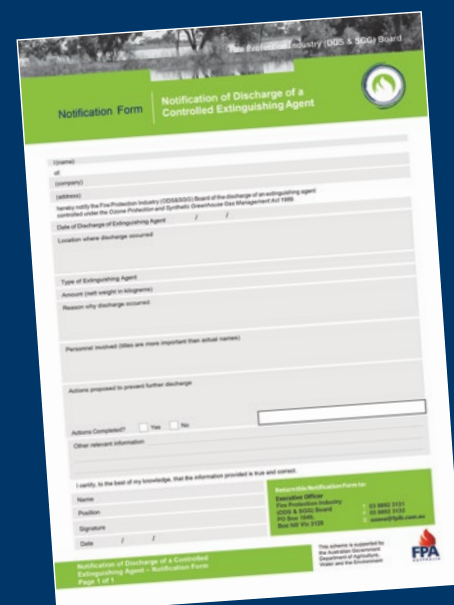 Fire Protection Industry (ODS & SGG) Board
Notification Form
Notification of Discharge of a
Controlled Extinguishing Agent
I (name)
of
(company)
(address)
hereby notify the Fire Protection Industry (ODS&SGG) Board of the discharge of an extinguishing agent
controlled under the Ozone Protection and Synthetic Greenhouse Gas Management Act 1989.
Date of Discharge of Extinguishing Agent / /
Location where discharge occurred
Type of Extinguishing Agent
Amount (nett weight in kilograms)
Reason why discharge occurred
Personnel involved (titles are more important than actual names)
Actions proposed to prevent further discharge
Actions Completed? Yes No
Other relevant information
I certify, to the best of my knowledge, that the information provided is true and correct.
Name
Position
Signature
Date / /
Return this Notification Form to:
Executive Officer
Fire Protection Industry
(ODS & SGG) Board
PO Box 1049,
Box Hill Vic 3128
03 8892 3131
03 8892 3132
Notification of Discharge of a Controlled
Extinguishing Agent – Notification Form
Page 1 of 1
This scheme is supported by
the Australian Government
Department of Agriculture,
Water and the Environment
FPA
AUSTRALIA